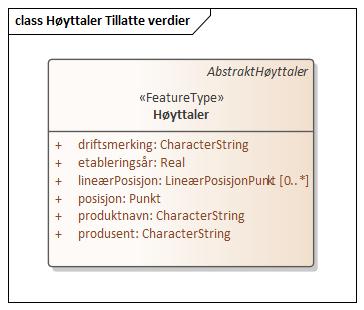 class Høyttaler Tillatte verdier
AbstraktHøyttaler
«FeatureType»
Høyttaler
+ driftsmerking: CharacterString
+ etableringsår: Real
+ lineærPosisjon: LineærPosisjonPunkt [0..*]
+ posisjon: Punkt
+ produktnavn: CharacterString
+ produsent: CharacterString